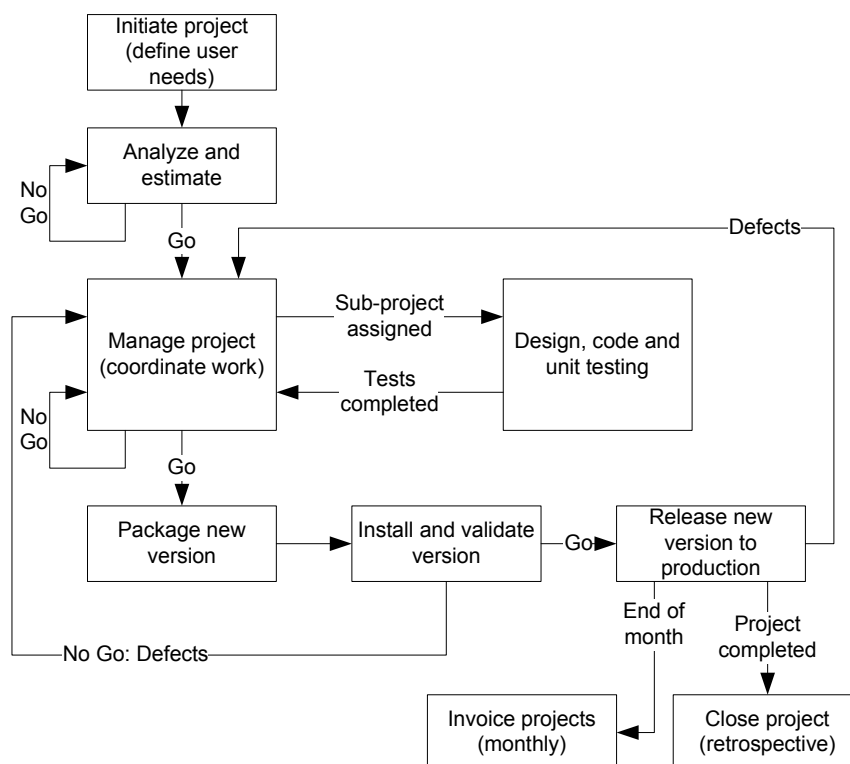 Initiate project
(define user
needs)
Analyze and
estimate
No
Go
Go
Defects
Manage project
(coordinate work)
Sub-project
assigned
Tests
completed
Design, code and
unit testing
No
Go
Go
Package new
version
Install and validate
version
Go
Release new
version to
production
No Go: Defects
End of
month
Project
completed
Invoice projects
(monthly)
Close project
(retrospective)